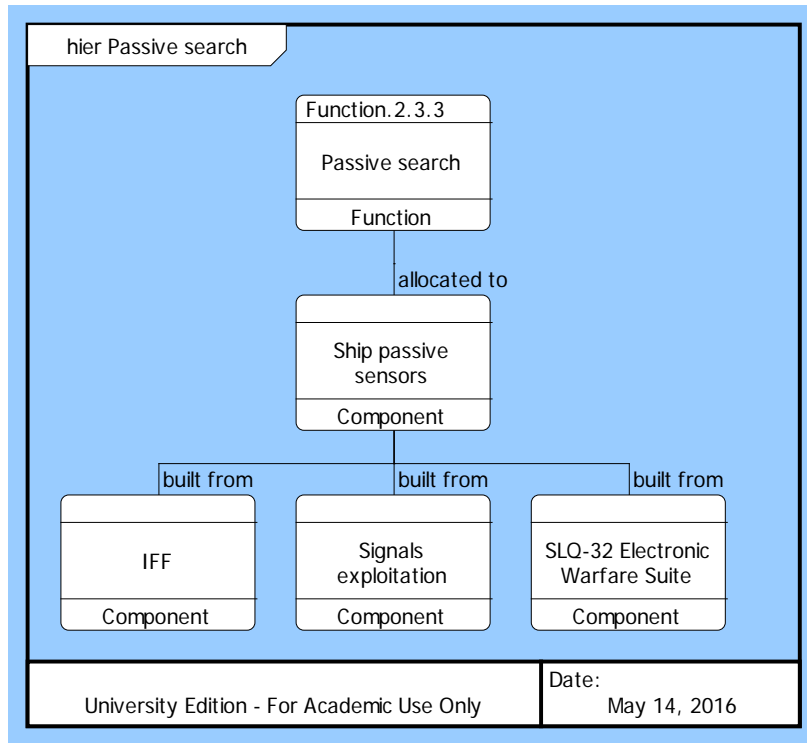 hier Passive search
Function.2.3.3
Passive search
Function
allocated to
Ship passive
sensors
Component
built from
built from
built from
IFF
Component
Signals
exploitation
Component
SLQ-32 Electronic
Warfare Suite
Component
University Edition - For Academic Use Only
Date:
May 14, 2016